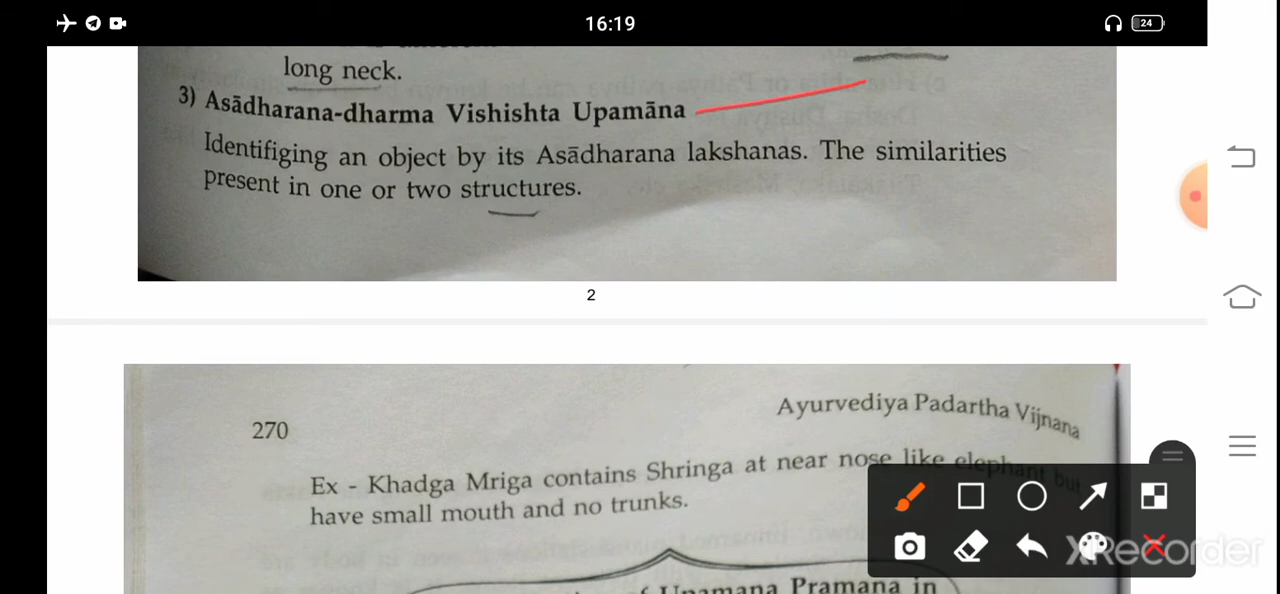 16:19
24
long neck.
3) Asādharana-dharma Vishishta Upamāna
Identifiging an object by its Asādharana lakshanas. The similarities
present in one or two structures.
2
270
Ayurvediya Padartha Vijnana
Ex - Khadga Mriga contains Shringa at near nose like elephant but
have small mouth and no trunks.
Upamana Pramana in
XRecorder